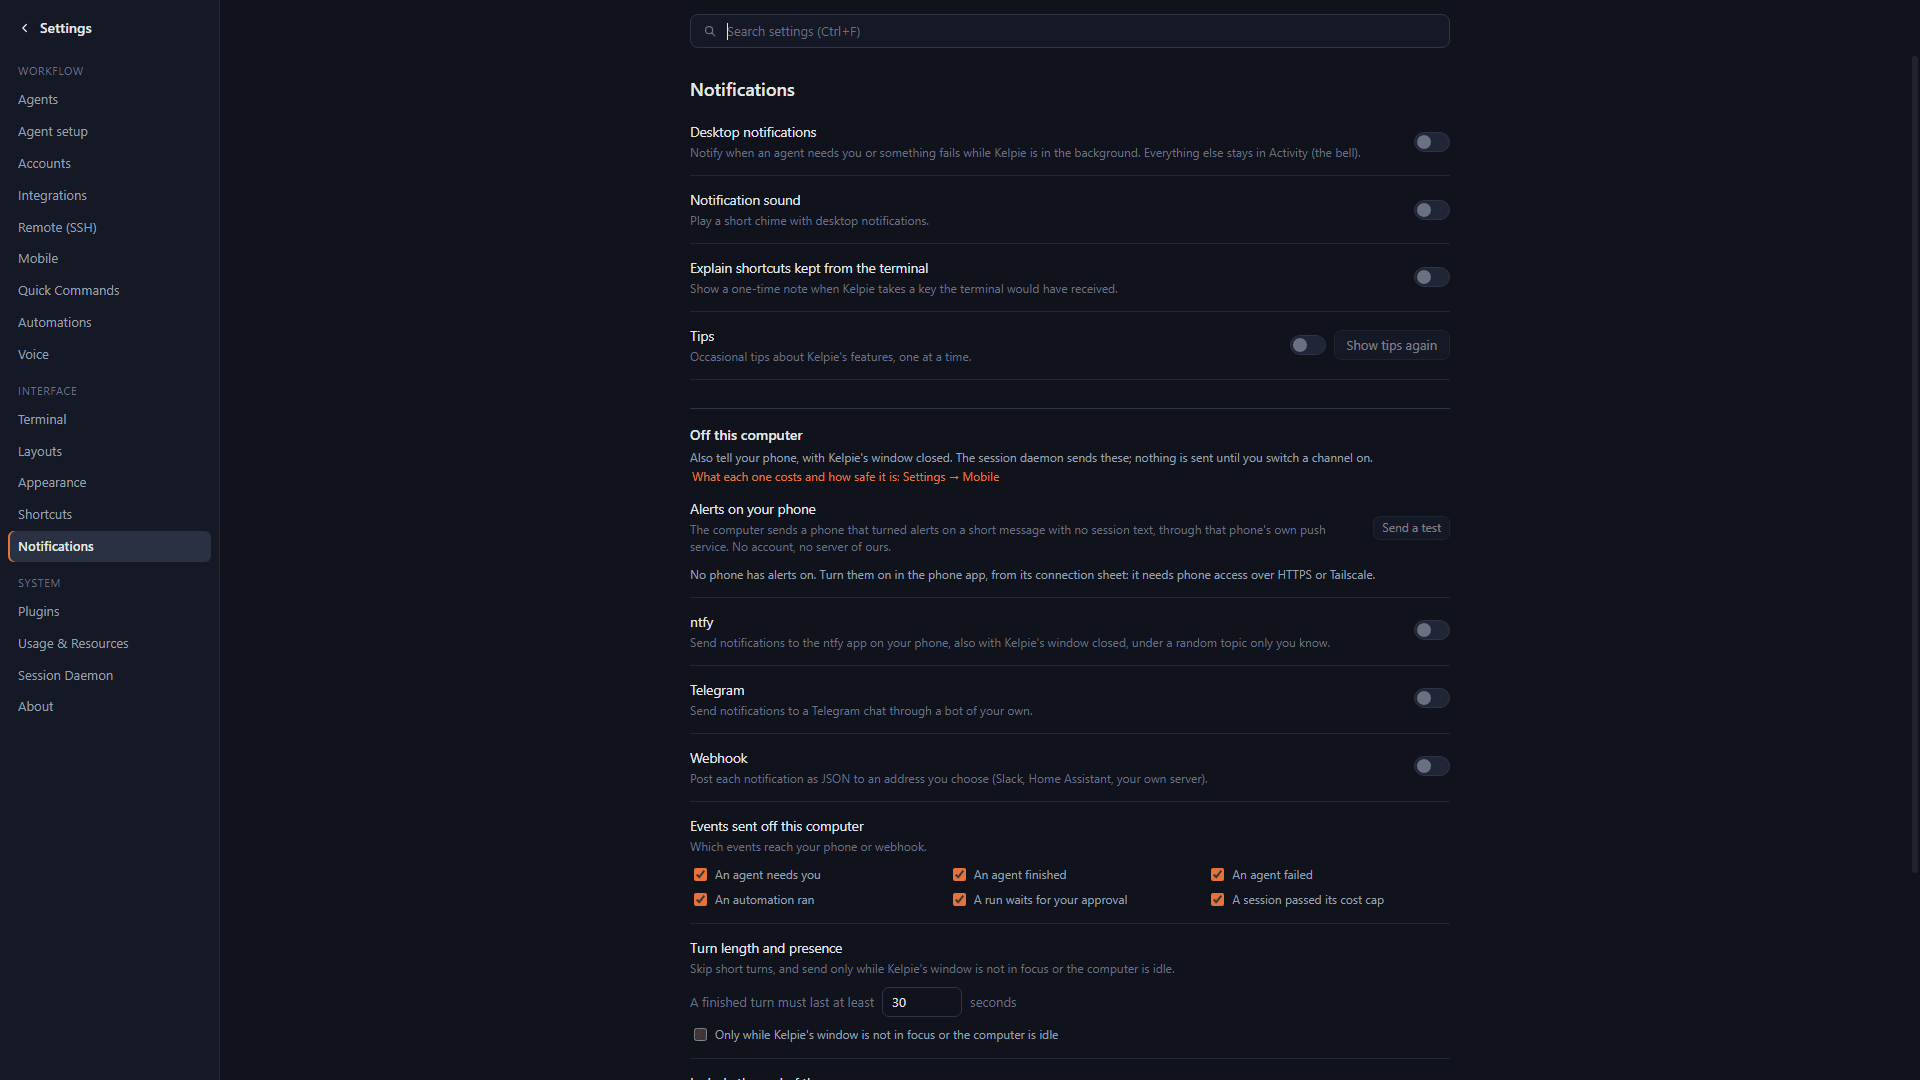 Settings
WORKFLOW
Agents
Agent setup
Accounts
Integrations
Remote (SSH)
Mobile
Quick Commands
Automations
Voice
INTERFACE
Terminal
Layouts
Appearance
Shortcuts
Notifications
SYSTEM
Plugins
Usage & Resources
Session Daemon
About
Search settings (Ctrl+F)
Notifications
Desktop notifications
Notify when an agent needs you or something fails while Kelpie is in the background. Everything else stays in Activity (the bell).
Notification sound
Play a short chime with desktop notifications.
Explain shortcuts kept from the terminal
Show a one-time note when Kelpie takes a key the terminal would have received.
Tips
Occasional tips about Kelpie's features, one at a time.
Show tips again
Off this computer
Also tell your phone, with Kelpie's window closed. The session daemon sends these; nothing is sent until you switch a channel on.
What each one costs and how safe it is: Settings → Mobile
Alerts on your phone
The computer sends a phone that turned alerts on a short message with no session text, through that phone's own push
service. No account, no server of ours.
Send a test
No phone has alerts on. Turn them on in the phone app, from its connection sheet: it needs phone access over HTTPS or Tailscale.
ntfy
Send notifications to the ntfy app on your phone, also with Kelpie's window closed, under a random topic only you know.
Telegram
Send notifications to a Telegram chat through a bot of your own.
Webhook
Post each notification as JSON to an address you choose (Slack, Home Assistant, your own server).
Events sent off this computer
Which events reach your phone or webhook.
An agent needs you
An agent finished
An agent failed
An automation ran
A run waits for your approval
A session passed its cost cap
Turn length and presence
Skip short turns, and send only while Kelpie's window is not in focus or the computer is idle.
A finished turn must last at least 30 seconds
Only while Kelpie's window is not in focus or the computer is idle